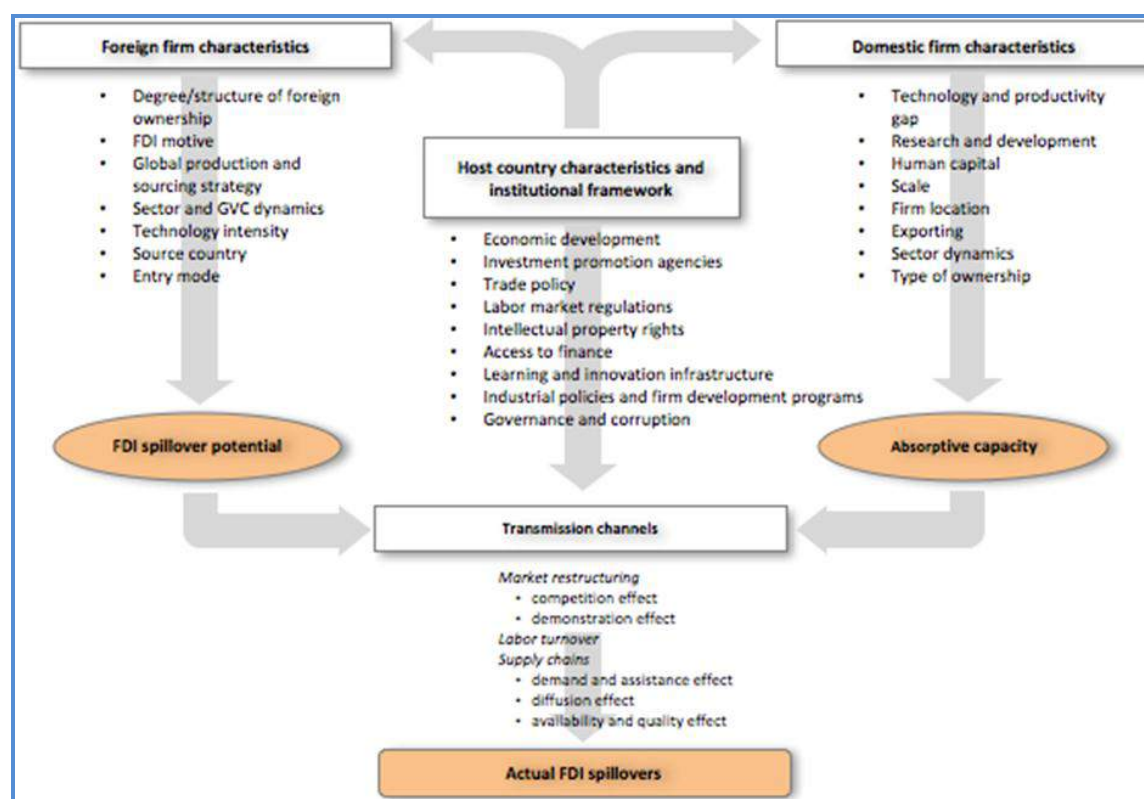 Foreign firm characteristics
• Degree/structure of foreign
ownership
• FDI motive
• Global production and
sourcing strategy
• Sector and GVC dynamics
• Technology intensity
• Source country
• Entry mode
FDI spillover potential
Host country characteristics and
institutional framework
• Economic development
• Investment promotion agencies
• Trade policy
• Labor market regulations
• Intellectual property rights
• Access to finance
• Learning and innovation infrastructure
• Industrial policies and firm development programs
• Governance and corruption
Domestic firm characteristics
• Technology and productivity
gap
• Research and development
• Human capital
• Scale
• Firm location
• Exporting
• Sector dynamics
• Type of ownership
Absorptive capacity
Transmission channels
Market restructuring
• competition effect
• demonstration effect
Labor turnover
Supply chains
• demand and assistance effect
• diffusion effect
• availability and quality effect
Actual FDI spillovers